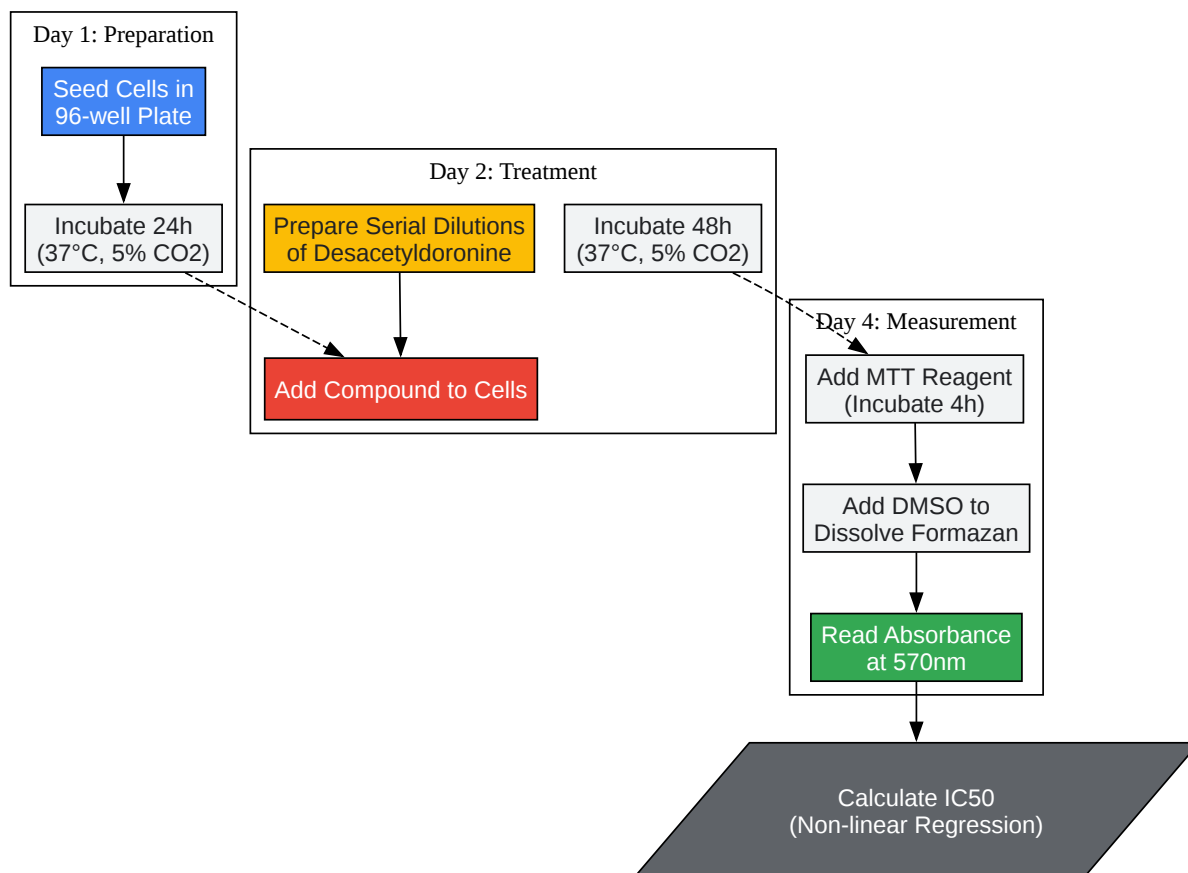 Day 1: Preparation
Seed Cells in
96-well Plate
Incubate 24h
(37°C, 5% CO2)
Day 2: Treatment
Prepare Serial Dilutions
of Desacetyldoronine
Incubate 48h
(37°C, 5% CO2)
Add Compound to Cells
Day 4: Measurement
Add MTT Reagent
(Incubate 4h)
Add DMSO to
Dissolve Formazan
Read Absorbance
at 570nm
Calculate IC50
(Non-linear Regression)